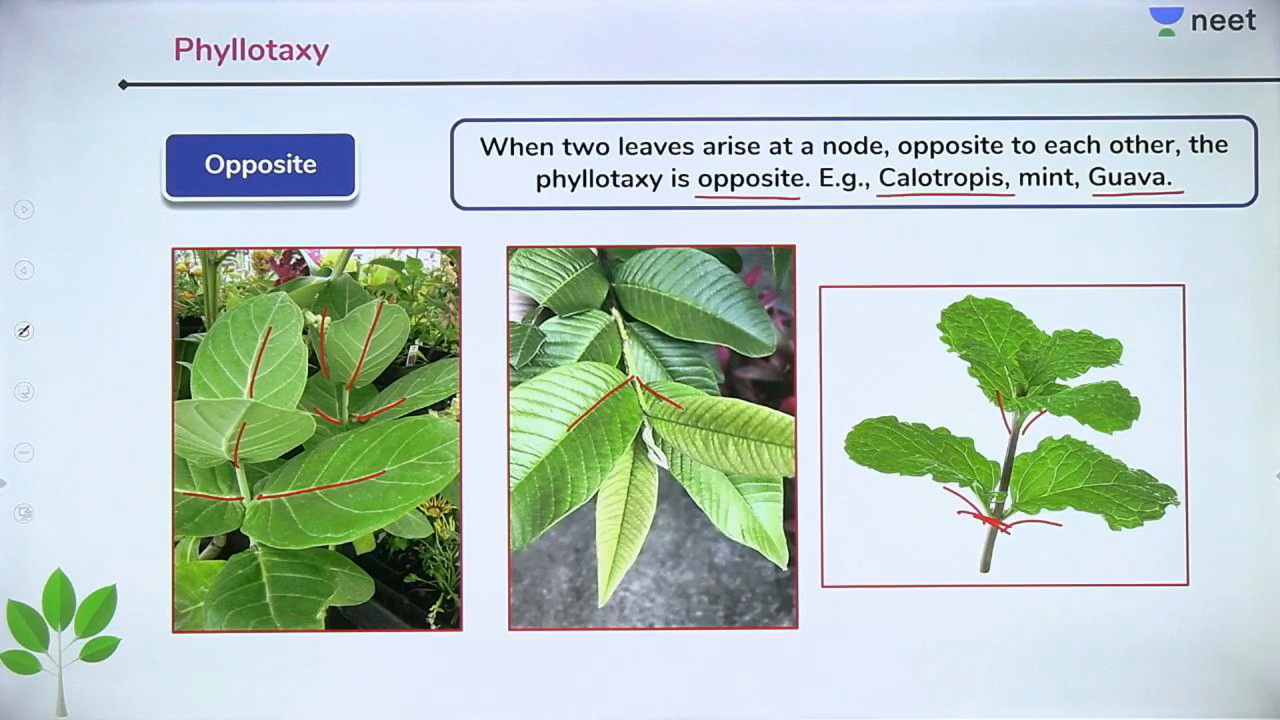 neet
Phyllotaxy
Opposite
When two leaves arise at a node, opposite to each other, the
phyllotaxy is opposite. E.g., Calotropis, mint, Guava.